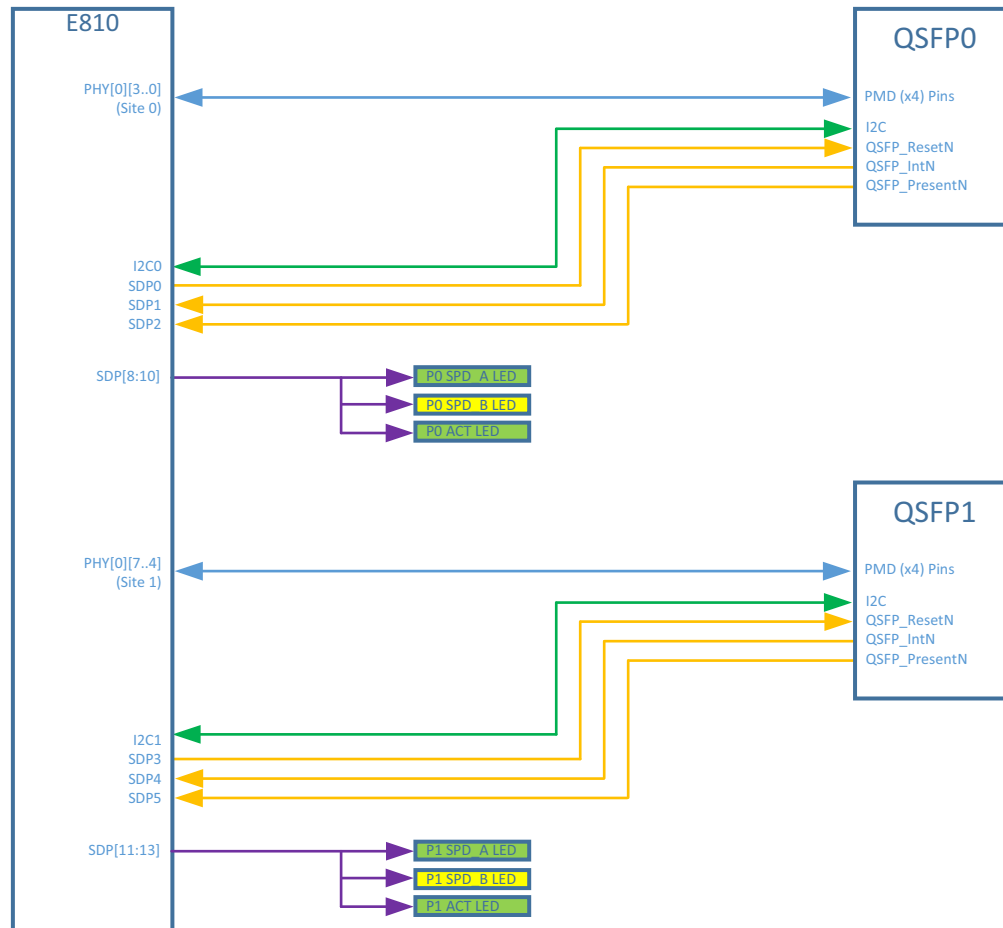 E810
QSFP0
PHY[0][3..0]
(Site 0)
PMD (x4) Pins
I2C
QSFP_ResetN
QSFP_IntN
QSFP_PresentN
I2C0
SDP0
SDP1
SDP2
SDP[8:10]
P0 SPD_A LED
P0 SPD_B LED
P0 ACT LED
QSFP1
PHY[0][7..4]
(Site 1)
PMD (x4) Pins
I2C
QSFP_ResetN
QSFP_IntN
QSFP_PresentN
I2C1
SDP3
SDP4
SDP5
SDP[11:13]
P1 SPD_A LED
P1 SPD_B LED
P1 ACT LED